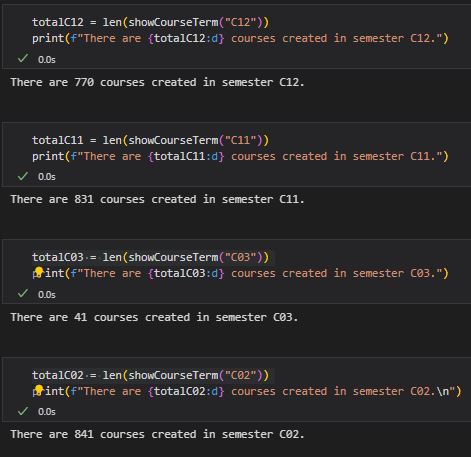 totalC12 = len(showCourseTerm("C12"))
print(f"There are {totalC12:d} courses created in semester C12.")
0.0s
There are 770 courses created in semester C12.
totalC11 = len(showCourseTerm("C11"))
print(f"There are {totalC11:d} courses created in semester C11.")
0.0s
There are 831 courses created in semester C11.
totalC03 = len(showCourseTerm("C03"))
print(f"There are {totalC03:d} courses created in semester C03.")
0.0s
There are 41 courses created in semester C03.
totalC02 = len(showCourseTerm("C02"))
print(f"There are {totalC02:d} courses created in semester C02.\n")
0.0s
There are 841 courses created in semester C02.